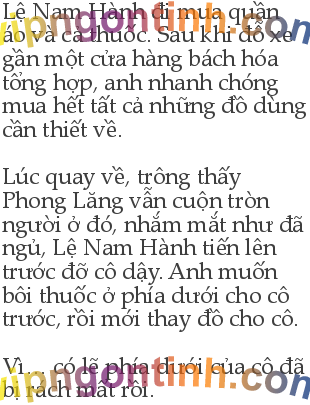 Lệ Nam Hành đi mua quần
áo và cả thuốc. Sau khi đỗ xe
gần một cửa hàng bách hóa
tổng hợp, anh nhanh chóng
mua hết tất cả những đồ dùng
cần thiết về.
Lúc quay về, trông thấy
Phong Lăng vẫn cuộn tròn
người ở đó, nhắm mắt như đã
ngủ, Lệ Nam Hành tiến lên
trước đỡ cô dậy. Anh muốn
bôi thuốc ở phía dưới cho cô
trước, rồi mới thay đồ cho cô.
Vì... có lẽ phía dưới của cô đã
bị rách mất rồi.
vipngontinh.com
vipngontinh.com